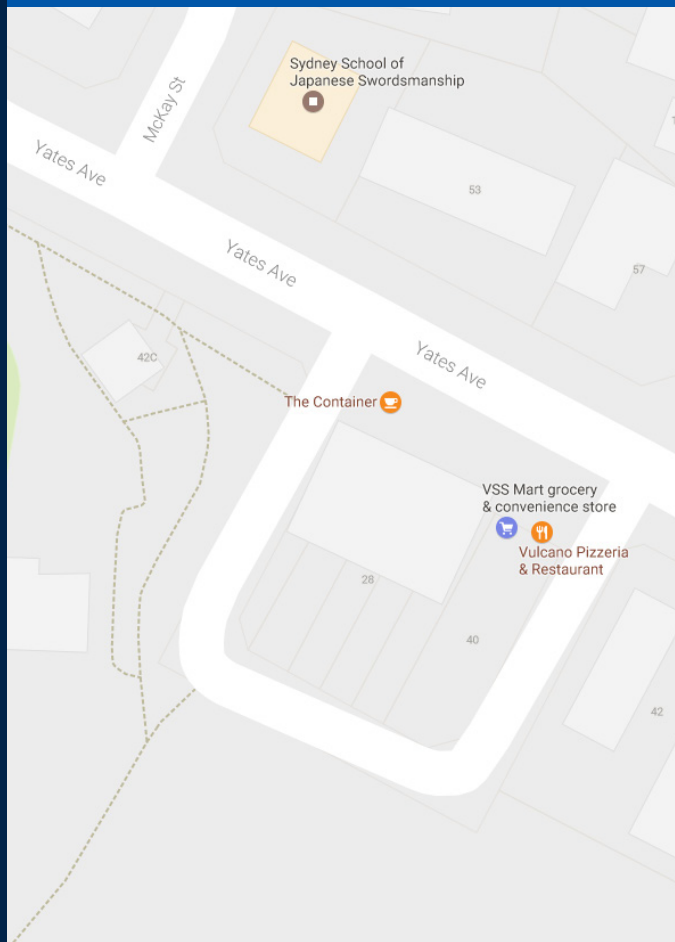 Sydney School of
Japanese Swordsmanship
McKay St
Yates Ave
53
Yates Ave
57
42C
Yates Ave
The Container
VSS Mart grocery
& convenience store
Vulcano Pizzeria
& Restaurant
28
40
42